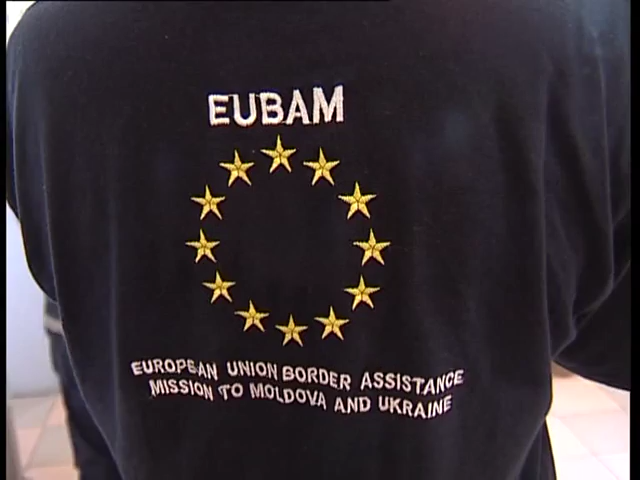 EUBAM
EUROPEAN UNION BORDER ASSISTANCE
MISSION TO MOLDOVA AND UKRAINE